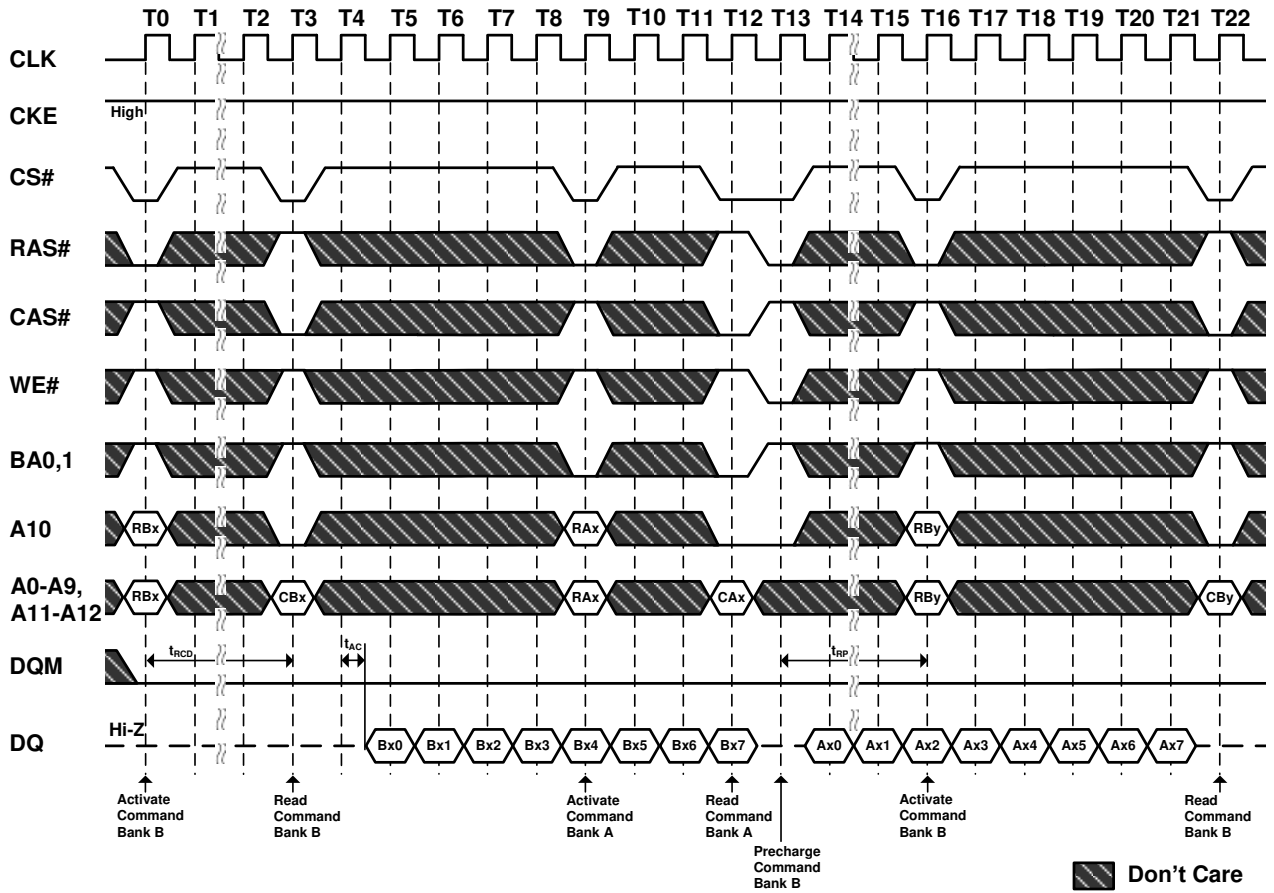 T0 T1 T2 T3 T4 T5 T6 T7 T8 T9 T10 T11 T12 T13 T14 T15 T16 T17 T18 T19 T20 T21 T22
CLK
CKE High
CS#
RAS#
CAS#
WE#
BA0,1
A10 RBx RAx RBy
A0-A9,
A11-A12 RBx CBx RAx CAx RBy CBy
DQM tRCD tAC tRP
DQ Hi-Z Bx0 Bx1 Bx2 Bx3 Bx4 Bx5 Bx6 Bx7 Ax0 Ax1 Ax2 Ax3 Ax4 Ax5 Ax6 Ax7
Activate
Command
Bank B
Read
Command
Bank B
Activate
Command
Bank A
Read
Command
Bank A
Precharge
Command
Bank B
Activate
Command
Bank B
Read
Command
Bank B
Don't Care